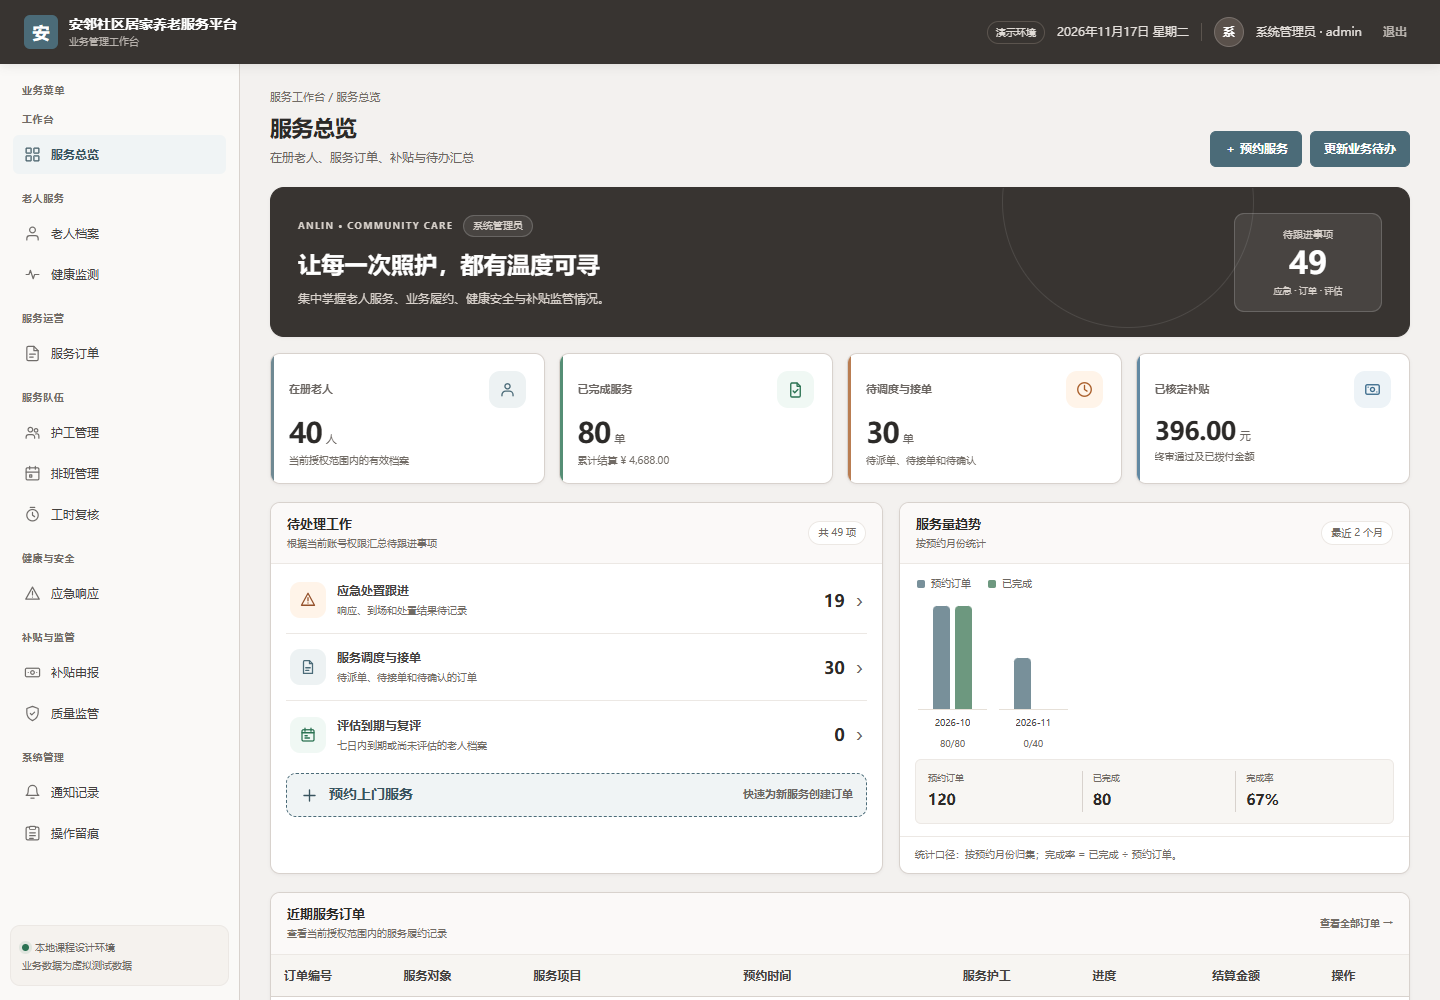 安
安邻社区居家养老服务平台
业务管理工作台
演示环境
2026年11月17日 星期二
系
系统管理员 · admin
退出
业务菜单
工作台
服务总览
老人服务
老人档案
健康监测
服务运营
服务订单
服务队伍
护工管理
排班管理
工时复核
健康与安全
应急响应
补贴与监管
补贴申报
质量监管
系统管理
通知记录
操作留痕
本地课程设计环境
业务数据为虚拟测试数据
服务工作台 / 服务总览
服务总览
在册老人、服务订单、补贴与待办汇总
+ 预约服务
更新业务待办
ANLIN • COMMUNITY CARE
系统管理员
让每一次照护，都有温度可寻
集中掌握老人服务、业务履约、健康安全与补贴监管情况。
待跟进事项
49
应急 · 订单 · 评估
在册老人
40 人
当前授权范围内的有效档案
已完成服务
80 单
累计结算 ¥ 4,688.00
待调度与接单
30 单
待派单、待接单和待确认
已核定补贴
396.00 元
终审通过及已拨付金额
待处理工作
根据当前账号权限汇总待跟进事项
共 49 项
应急处置跟进
响应、到场和处置结果待记录
19
服务调度与接单
待派单、待接单和待确认的订单
30
评估到期与复评
七日内到期或尚未评估的老人档案
0
预约上门服务
快速为新服务创建订单
服务量趋势
按预约月份统计
最近 2 个月
预约订单
已完成
2026-10
2026-11
80/80
0/40
预约订单
120
已完成
80
完成率
67%
统计口径：按预约月份归集；完成率 = 已完成 ÷ 预约订单。
近期服务订单
查看当前授权范围内的服务履约记录
查看全部订单 →
订单编号
服务对象
服务项目
预约时间
服务护工
进度
结算金额
操作